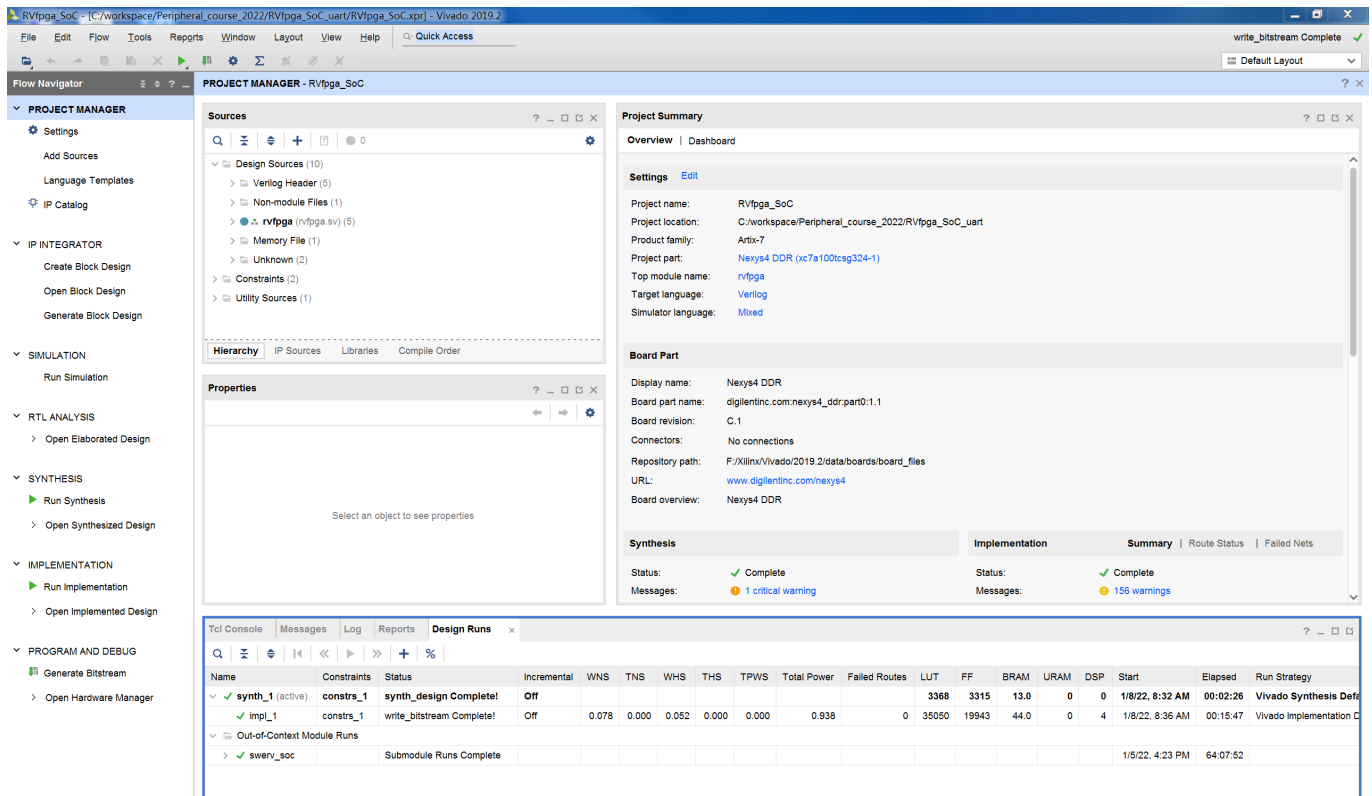 RVfpga_SoC - [C:/workspace/Peripheral_course_2022/RVfpga_SoC_uart/RVfpga_SoC.xpr] - Vivado 2019.2
File Edit Flow Tools Reports Window Layout View Help Quick Access
write_bitstream Complete
Default Layout
Flow Navigator
PROJECT MANAGER
Settings
Add Sources
Language Templates
IP Catalog
IP INTEGRATOR
Create Block Design
Open Block Design
Generate Block Design
SIMULATION
Run Simulation
RTL ANALYSIS
Open Elaborated Design
SYNTHESIS
Run Synthesis
Open Synthesized Design
IMPLEMENTATION
Run Implementation
Open Implemented Design
PROGRAM AND DEBUG
Generate Bitstream
Open Hardware Manager
PROJECT MANAGER - RVfpga_SoC
Sources
0
Design Sources (10)
Verilog Header (5)
Non-module Files (1)
rvfpga (rvfpga.sv) (5)
Memory File (1)
Unknown (2)
Constraints (2)
Utility Sources (1)
Hierarchy IP Sources Libraries Compile Order
Properties
Select an object to see properties
Project Summary
Overview | Dashboard
Settings Edit
Project name: RVfpga_SoC
Project location: C:/workspace/Peripheral_course_2022/RVfpga_SoC_uart
Product family: Artix-7
Project part: Nexys4 DDR (xc7a100tcsg324-1)
Top module name: rvfpga
Target language: Verilog
Simulator language: Mixed
Board Part
Display name: Nexys4 DDR
Board part name: digilentinc.com:nexys4_ddr:part0:1.1
Board revision: C.1
Connectors: No connections
Repository path: F:/Xilinx/Vivado/2019.2/data/boards/board_files
URL: www.digilentinc.com/nexys4
Board overview: Nexys4 DDR
Synthesis
Status: Complete
Messages: 1 critical warning
Implementation Summary | Route Status | Failed Nets
Status: Complete
Messages: 156 warnings
Tcl Console Messages Log Reports Design Runs
Name Constraints Status Incremental WNS TNS WHS THS TPWS Total Power Failed Routes LUT FF BRAM URAM DSP Start Elapsed Run Strategy
synth_1 (active) constrs_1 synth_design Complete! Off 3368 3315 13.0 0 0 1/8/22, 8:32 AM 00:02:26 Vivado Synthesis Defa
impl_1 constrs_1 write_bitstream Complete! Off 0.078 0.000 0.052 0.000 0.000 0.938 0 35050 19943 44.0 0 4 1/8/22, 8:36 AM 00:15:47 Vivado Implementation D
Out-of-Context Module Runs
swerv_soc Submodule Runs Complete 1/5/22, 4:23 PM 64:07:52